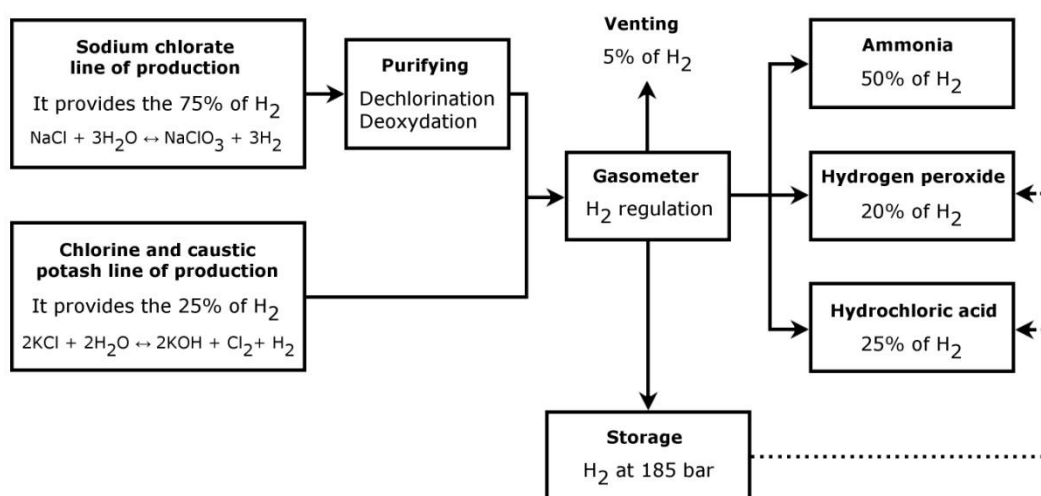 Sodium chlorate
line of production
It provides the 75% of H₂
NaCl + 3H₂O ↔ NaClO₃ + 3H₂
Purifying
Dechlorination
Deoxydation
Chlorine and caustic
potash line of production
It provides the 25% of H₂
2KCl + 2H₂O ↔ 2KOH + Cl₂+ H₂
Venting
5% of H₂
Gasometer
H₂ regulation
Storage
H₂ at 185 bar
Ammonia
50% of H₂
Hydrogen peroxide
20% of H₂
Hydrochloric acid
25% of H₂